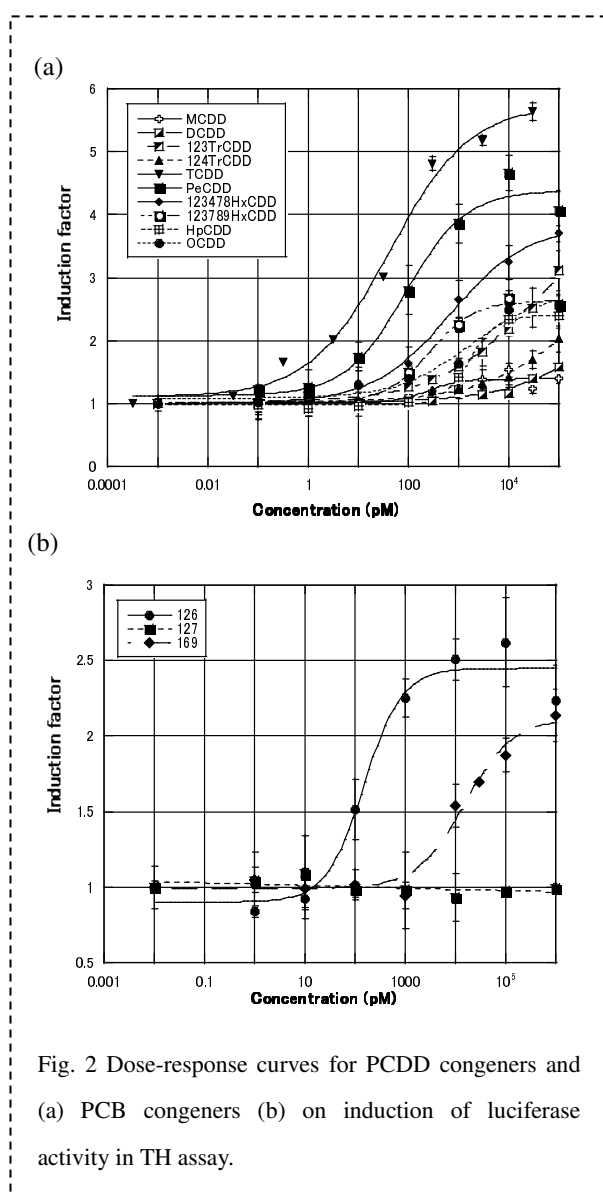 (a)
6
5
4
3
2
1
0
Induction factor
MCDD
DCDD
123TrCDD
124TrCDD
TCDD
PeCDD
123478HxCDD
123789HxCDD
HpCDD
OCDD
0.0001 0.01 1 100 10⁴
Concentration (pM)
(b)
3
2.5
2
1.5
1
0.5
Induction factor
126
127
169
0.001 0.1 10 1000 10⁵
Concentration (pM)
Fig. 2 Dose-response curves for PCDD congeners and
(a) PCB congeners (b) on induction of luciferase
activity in TH assay.